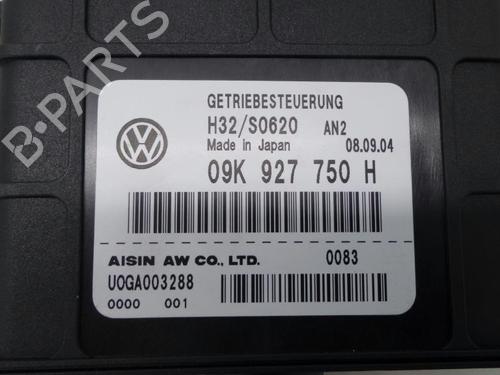 B-PARTS
GETRIEBESTEUERUNG
H32/S0620 AN2
Made in Japan 08.09.04
09K 927 750 H
AISIN AW CO., LTD. 0083
U0GA003288
0000 001